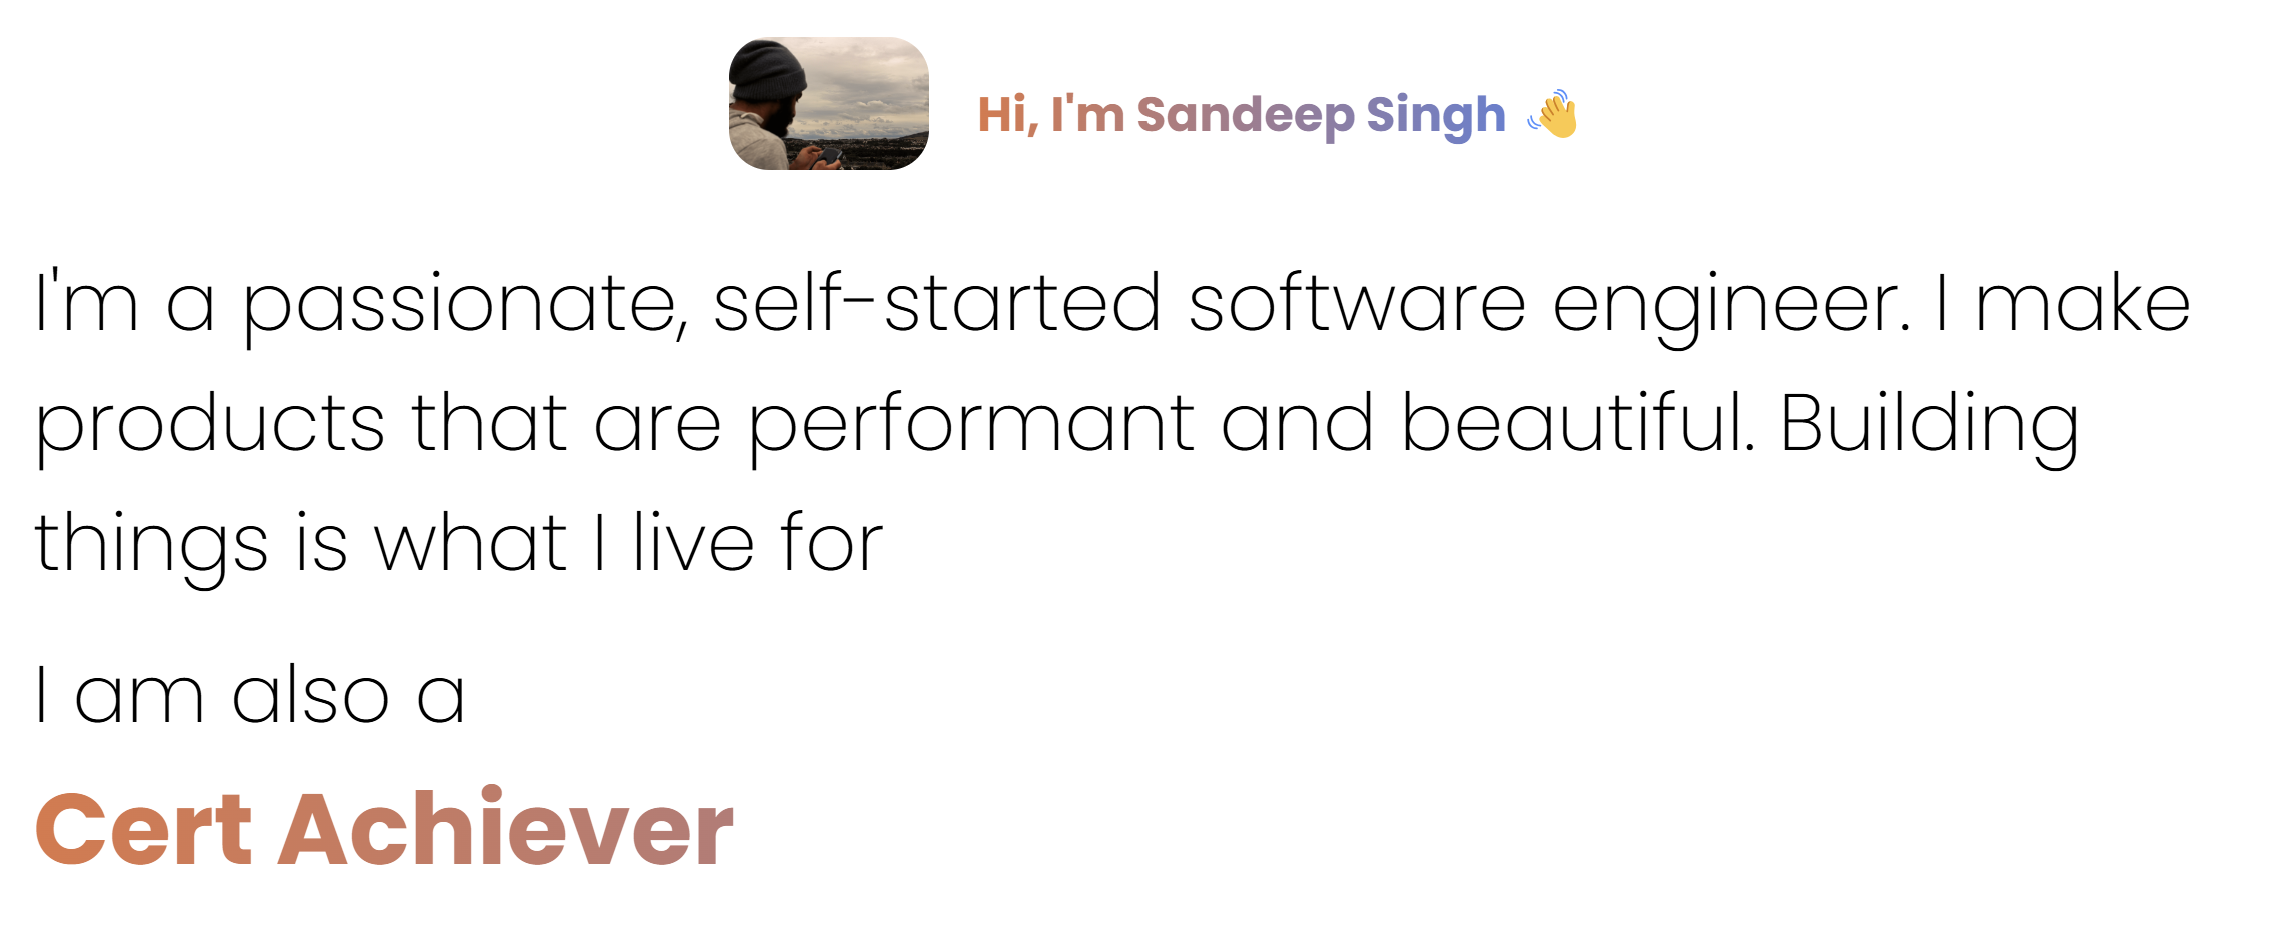 Hi, I'm Sandeep Singh 👋
I'm a passionate, self-started software engineer. I make
products that are performant and beautiful. Building
things is what I live for
I am also a
Cert Achiever